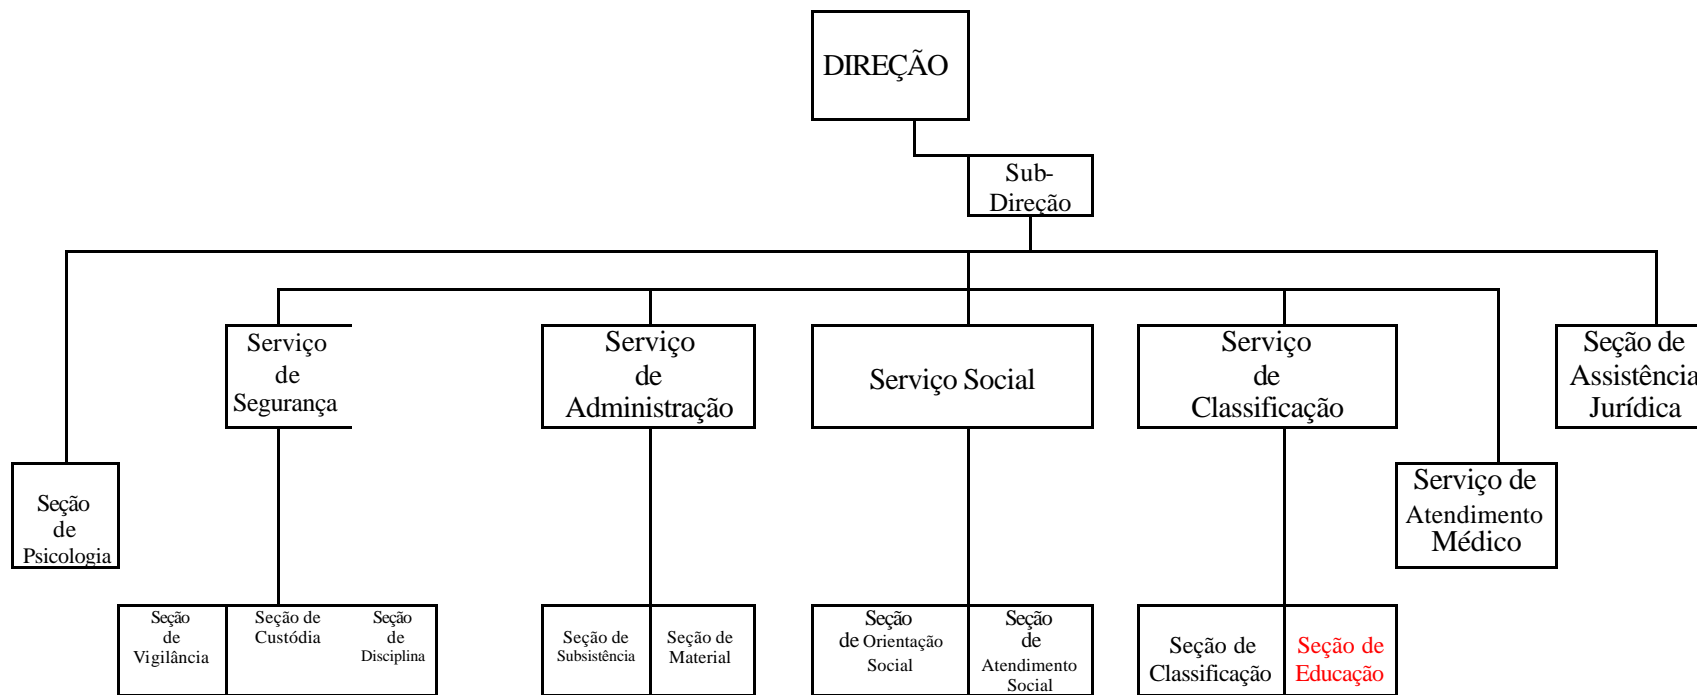 DIREÇÃO
Sub-
Direção
Serviço
de
Segurança
Serviço
de
Administração
Serviço Social
Serviço
de
Classificação
Seção de
Assistência
Jurídica
Seção
de
Psicologia
Serviço de
Atendimento
Médico
Seção
de
Vigilância
Seção de
Custódia
Seção
de
Disciplina
Seção de
Subsistência
Seção de
Material
Seção
de Orientação
Social
Seção
de
Atendimento
Social
Seção de
Classificação
Seção de
Educação